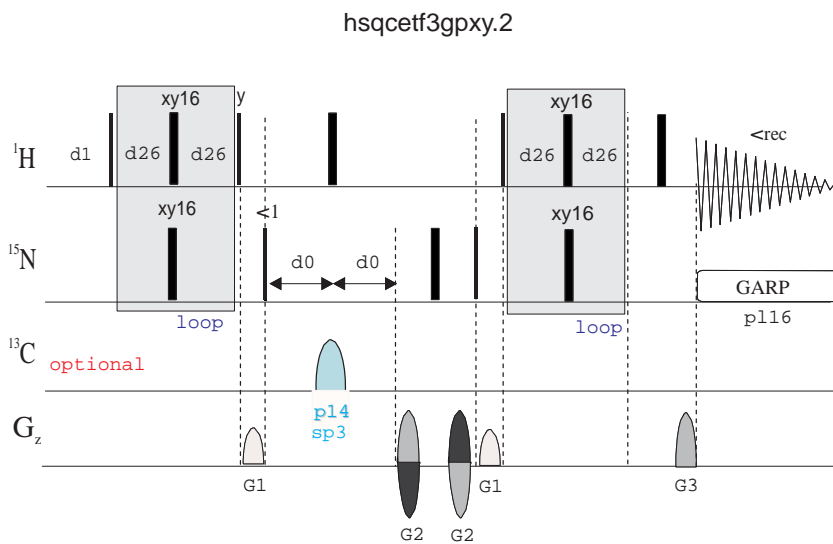 hsqcetf3gpxy.2
xy16 y xy16
<rec
¹H d1 d26 d26 d26 d26
xy16 <1 xy16
¹⁵N d0 d0
GARP
loop loop pl16
¹³C
optional
p14
sp3
G_z
G1 G1 G3
G2 G2